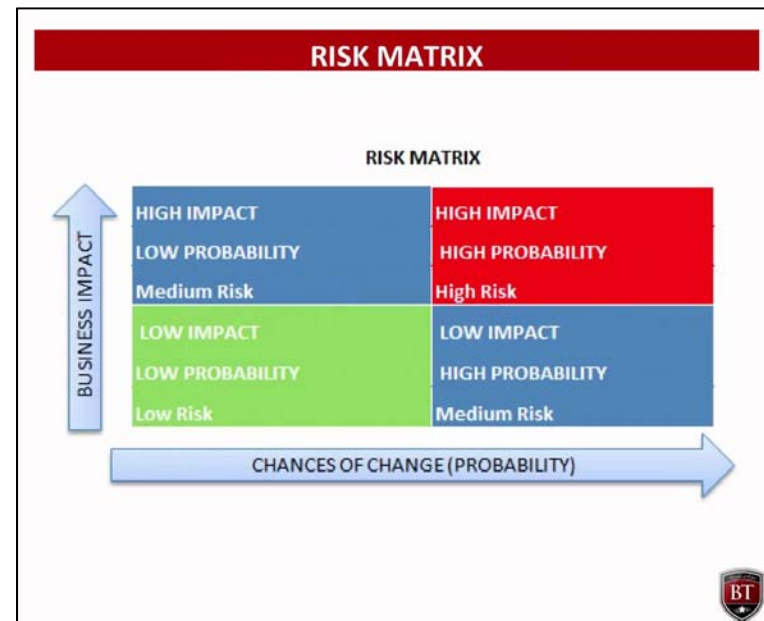 RISK MATRIX
RISK MATRIX
BUSINESS IMPACT
HIGH IMPACT
LOW PROBABILITY
Medium Risk
HIGH IMPACT
HIGH PROBABILITY
High Risk
LOW IMPACT
LOW PROBABILITY
Low Risk
LOW IMPACT
HIGH PROBABILITY
Medium Risk
CHANCES OF CHANGE (PROBABILITY)
BT